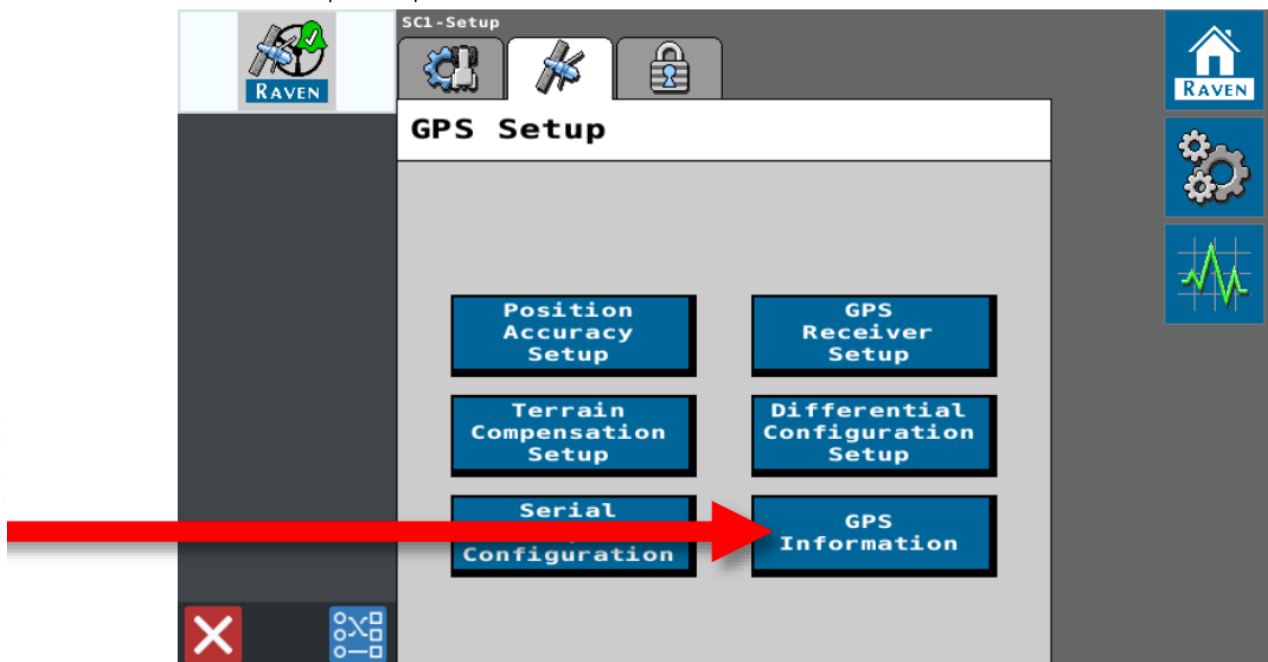 SC1-Setup
RAVEN
RAVEN
GPS Setup
Position
Accuracy
Setup
GPS
Receiver
Setup
Terrain
Compensation
Setup
Differential
Configuration
Setup
Serial
Configuration
GPS
Information